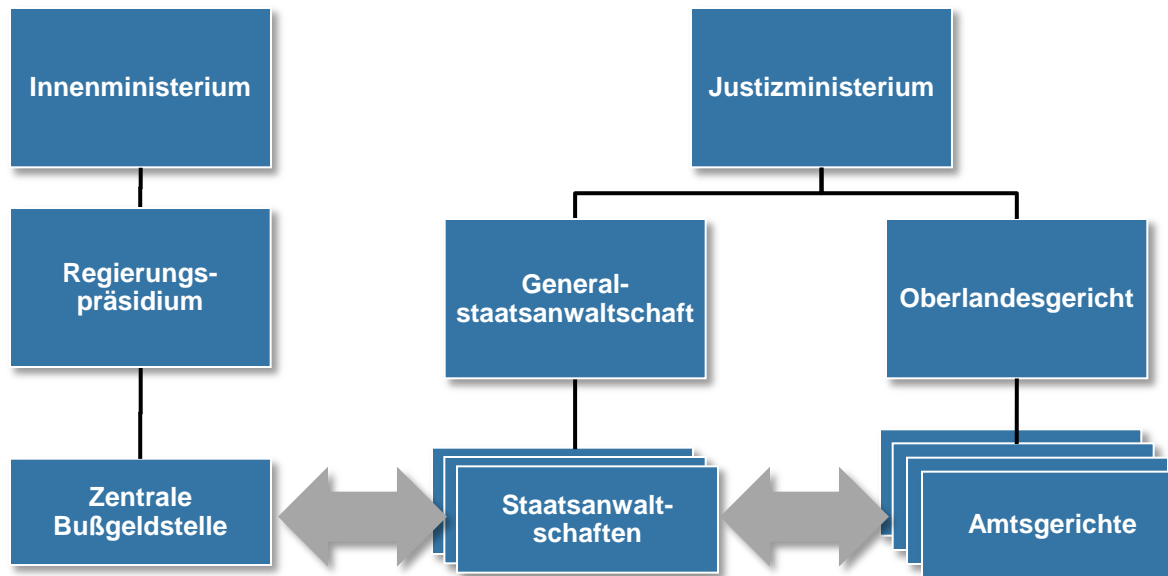 Innenministerium
Justizministerium
Regierungs-
präsidium
General-
staatsanwaltschaft
Oberlandesgericht
Zentrale
Bußgeldstelle
Staatsanwalt-
schaften
Amtsgerichte